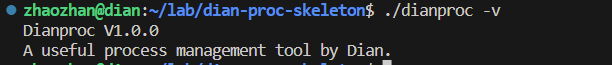 zhaozhan@dian:~/lab/dian-proc-skeleton$ ./dianproc -v
Dianproc V1.0.0
A useful process management tool by Dian.